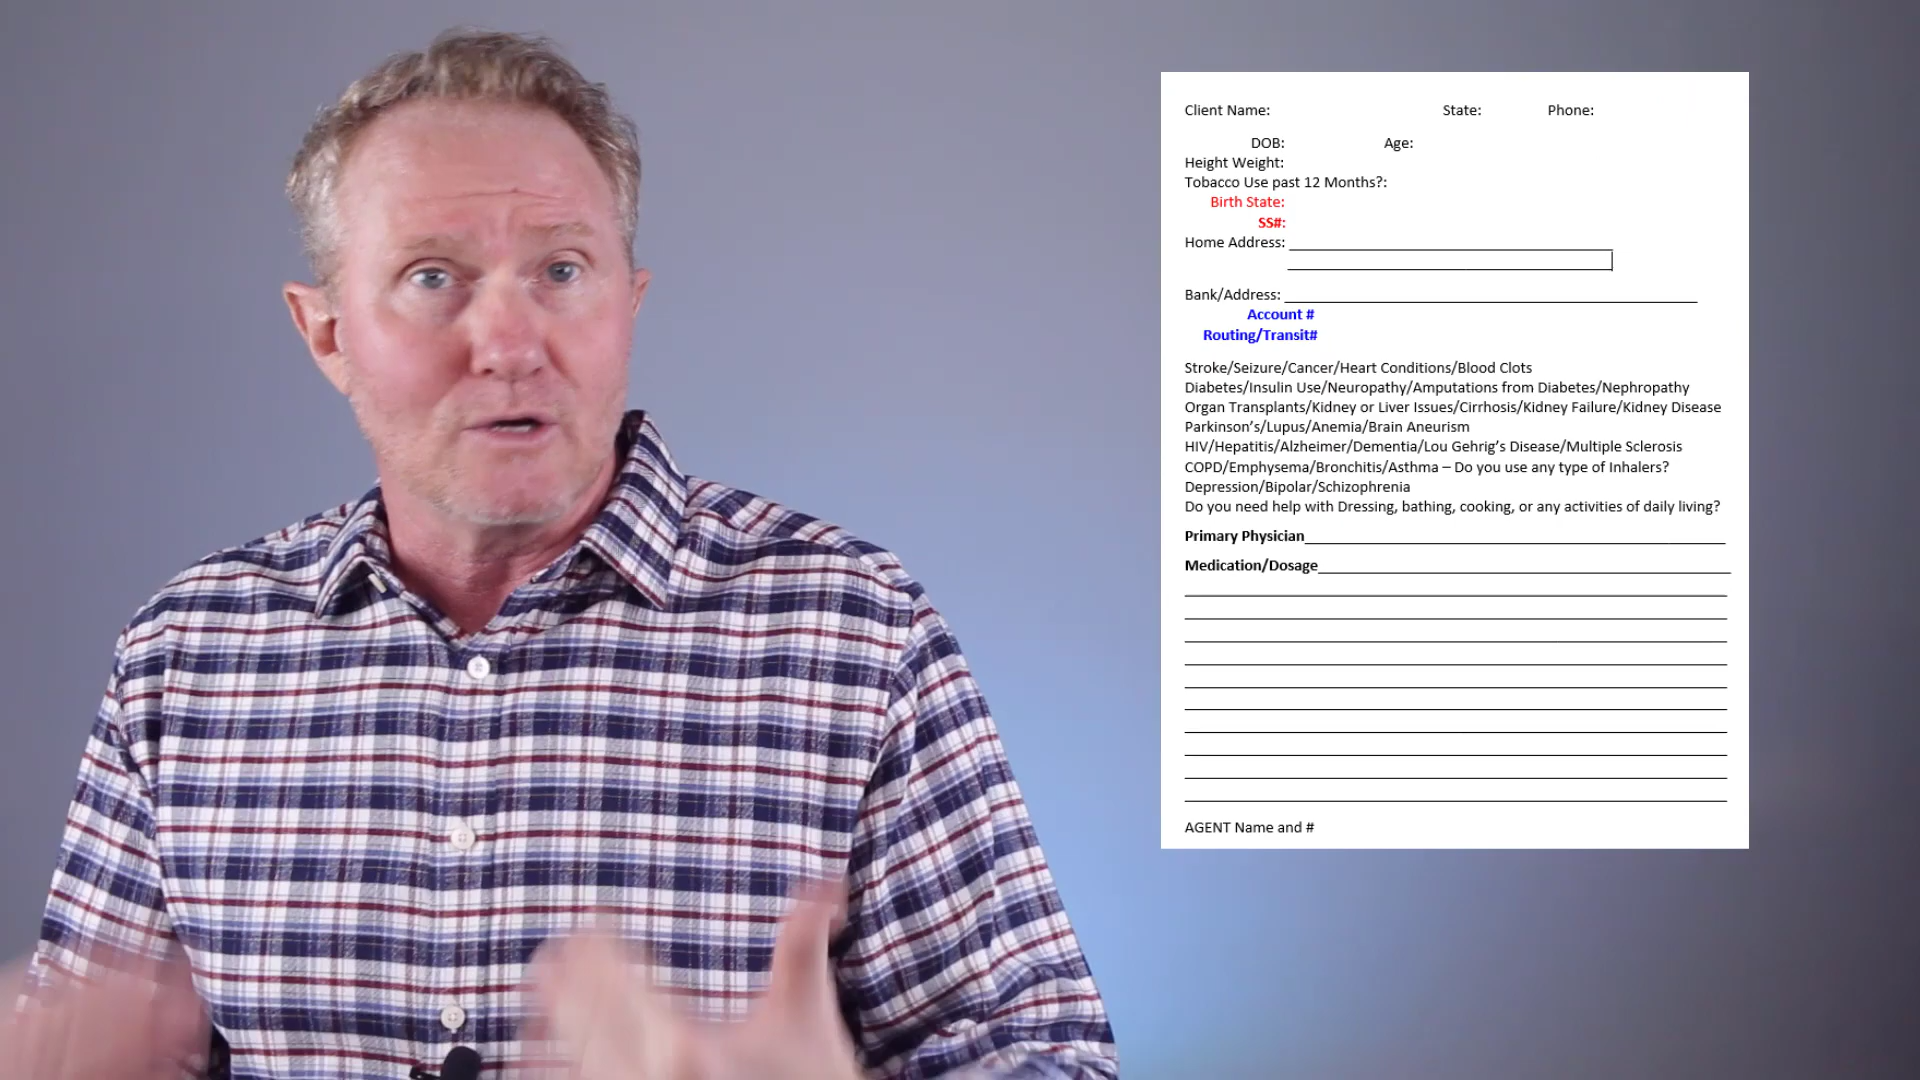 Client Name: State: Phone:
DOB: Age:
Height Weight:
Tobacco Use past 12 Months?:
Birth State:
SS#:
Home Address:
Bank/Address:
Account #
Routing/Transit#
Stroke/Seizure/Cancer/Heart Conditions/Blood Clots
Diabetes/Insulin Use/Neuropathy/Amputations from Diabetes/Nephropathy
Organ Transplants/Kidney or Liver Issues/Cirrhosis/Kidney Failure/Kidney Disease
Parkinson's/Lupus/Anemia/Brain Aneurism
HIV/Hepatitis/Alzheimer/Dementia/Lou Gehrig's Disease/Multiple Sclerosis
COPD/Emphysema/Bronchitis/Asthma – Do you use any type of Inhalers?
Depression/Bipolar/Schizophrenia
Do you need help with Dressing, bathing, cooking, or any activities of daily living?
Primary Physician
Medication/Dosage
AGENT Name and #